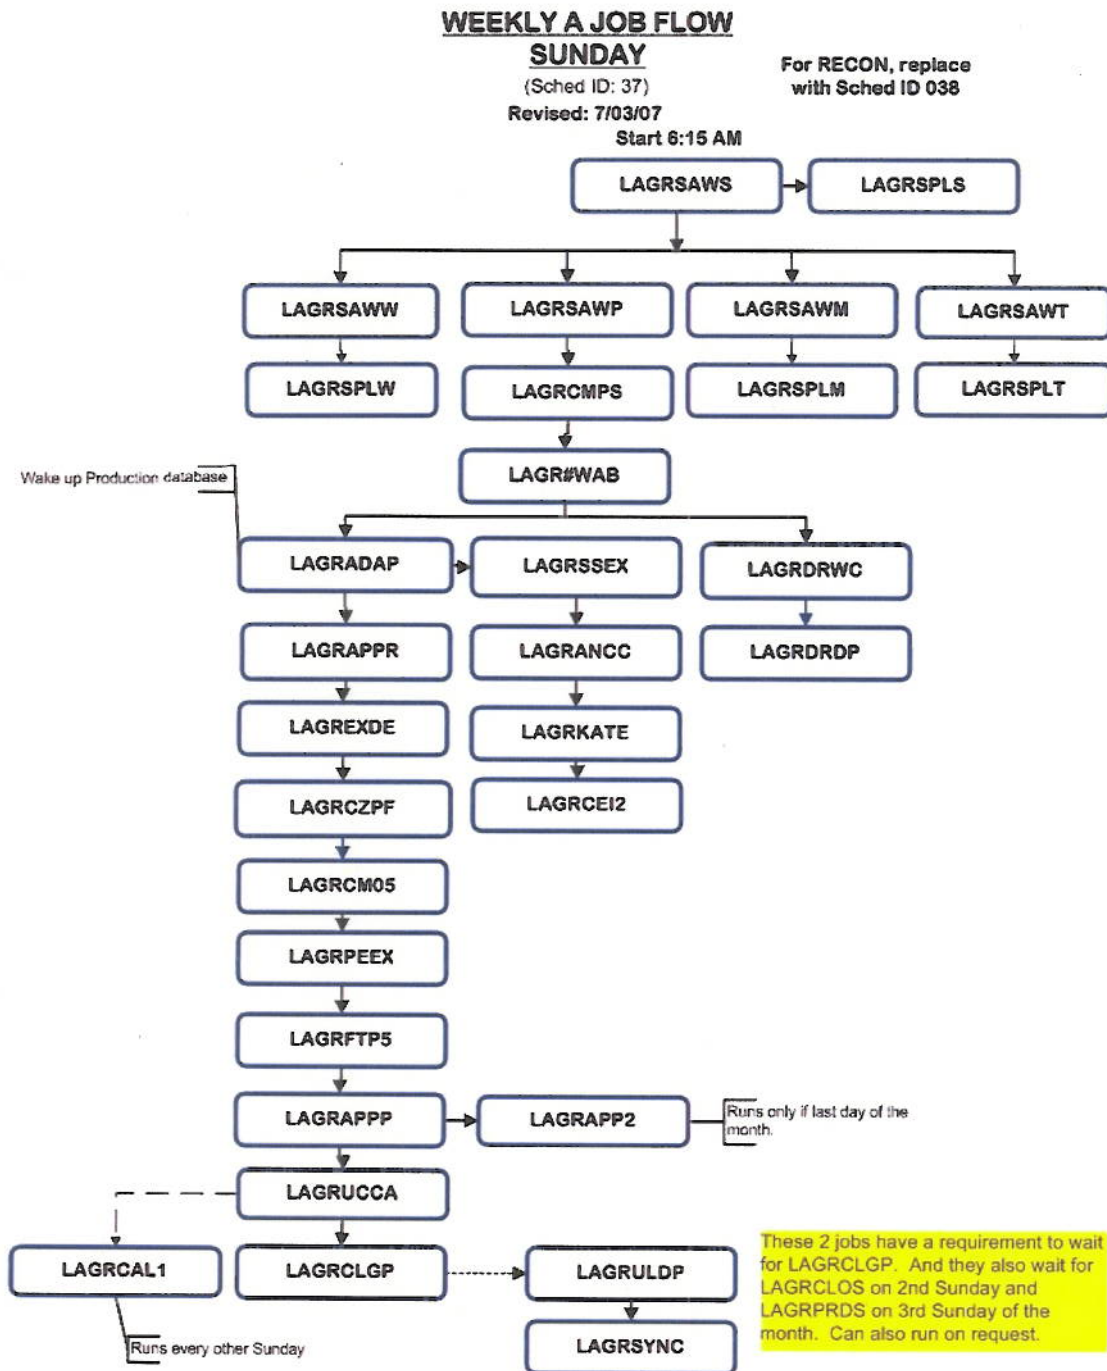 WEEKLY A JOB FLOW
SUNDAY
(Sched ID: 37)
Revised: 7/03/07
For RECON, replace
with Sched ID 038
Start 6:15 AM
LAGRSAWS
LAGRSPLS
LAGRSAWW
LAGRSAWP
LAGRSAWM
LAGRSAWT
LAGRSPLW
LAGRCMPS
LAGRSPLM
LAGRSPLT
LAGR#WAB
Wake up Production database
LAGRADAP
LAGRSSEX
LAGRDRWC
LAGRAPPR
LAGRANCC
LAGRDRDP
LAGREXDE
LAGRKATE
LAGRCZPF
LAGRCEI2
LAGRCM05
LAGRPEEX
LAGRFTP5
LAGRAPPP
LAGRAPP2
Runs only if last day of the
month.
LAGRUCCA
LAGRCAL1
LAGRCLGP
LAGRULDP
These 2 jobs have a requirement to wait
for LAGRCLGP. And they also wait for
LAGRCLOS on 2nd Sunday and
LAGRPRDS on 3rd Sunday of the
month. Can also run on request.
Runs every other Sunday
LAGRSYNC